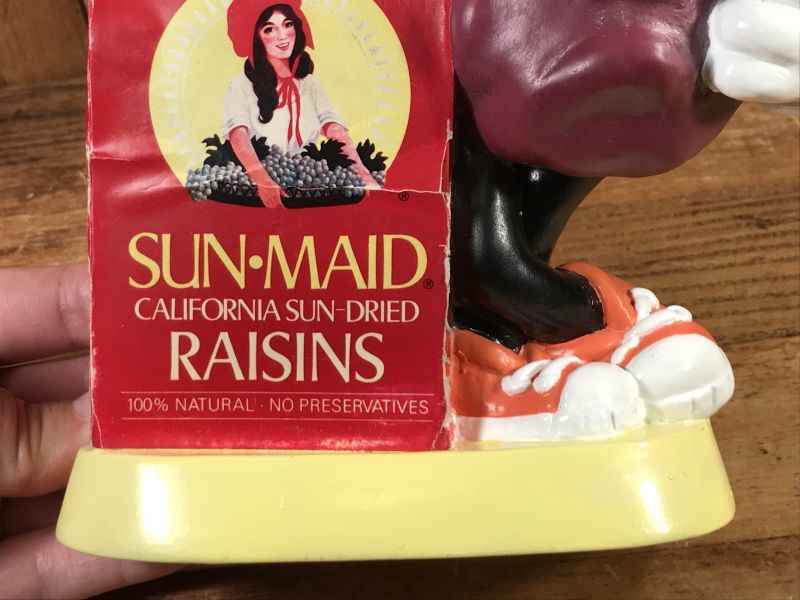 ®
SUN•MAID®
CALIFORNIA SUN-DRIED
RAISINS
100% NATURAL · NO PRESERVATIVES